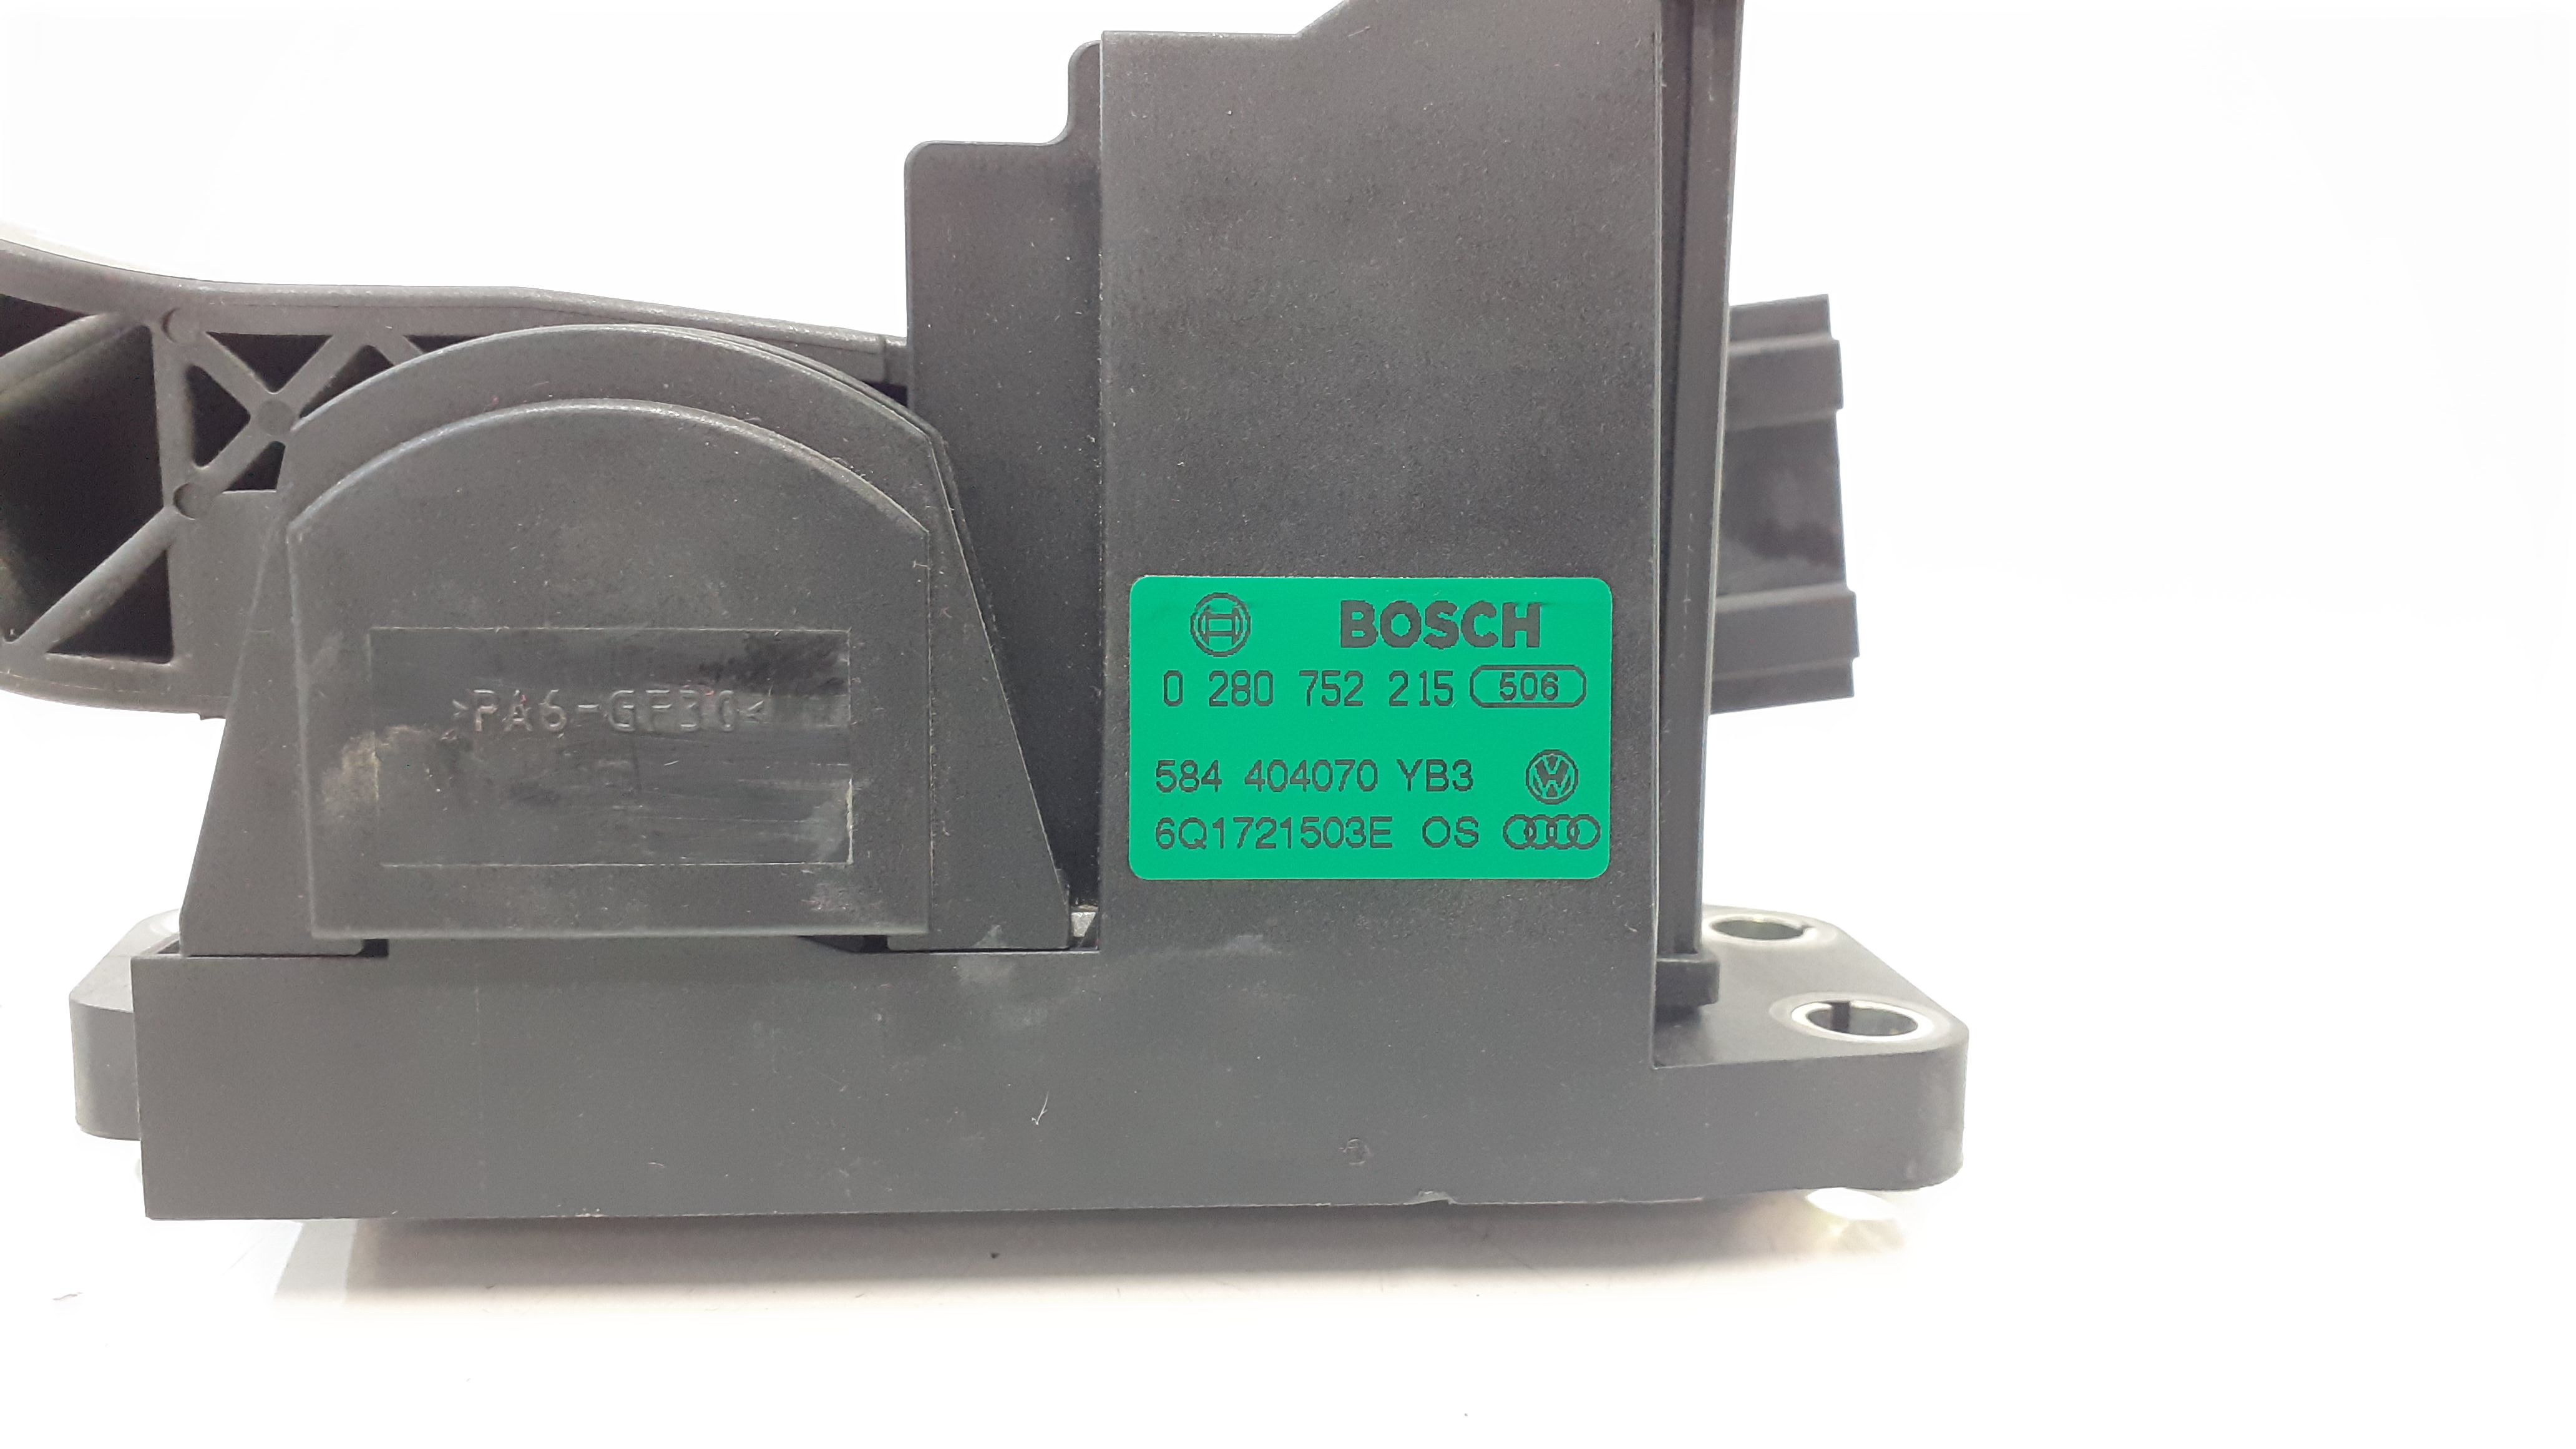 BOSCH
0 280 752 215 506
584 404070 YB3
6Q1721503E OS
>PA6-GF30<